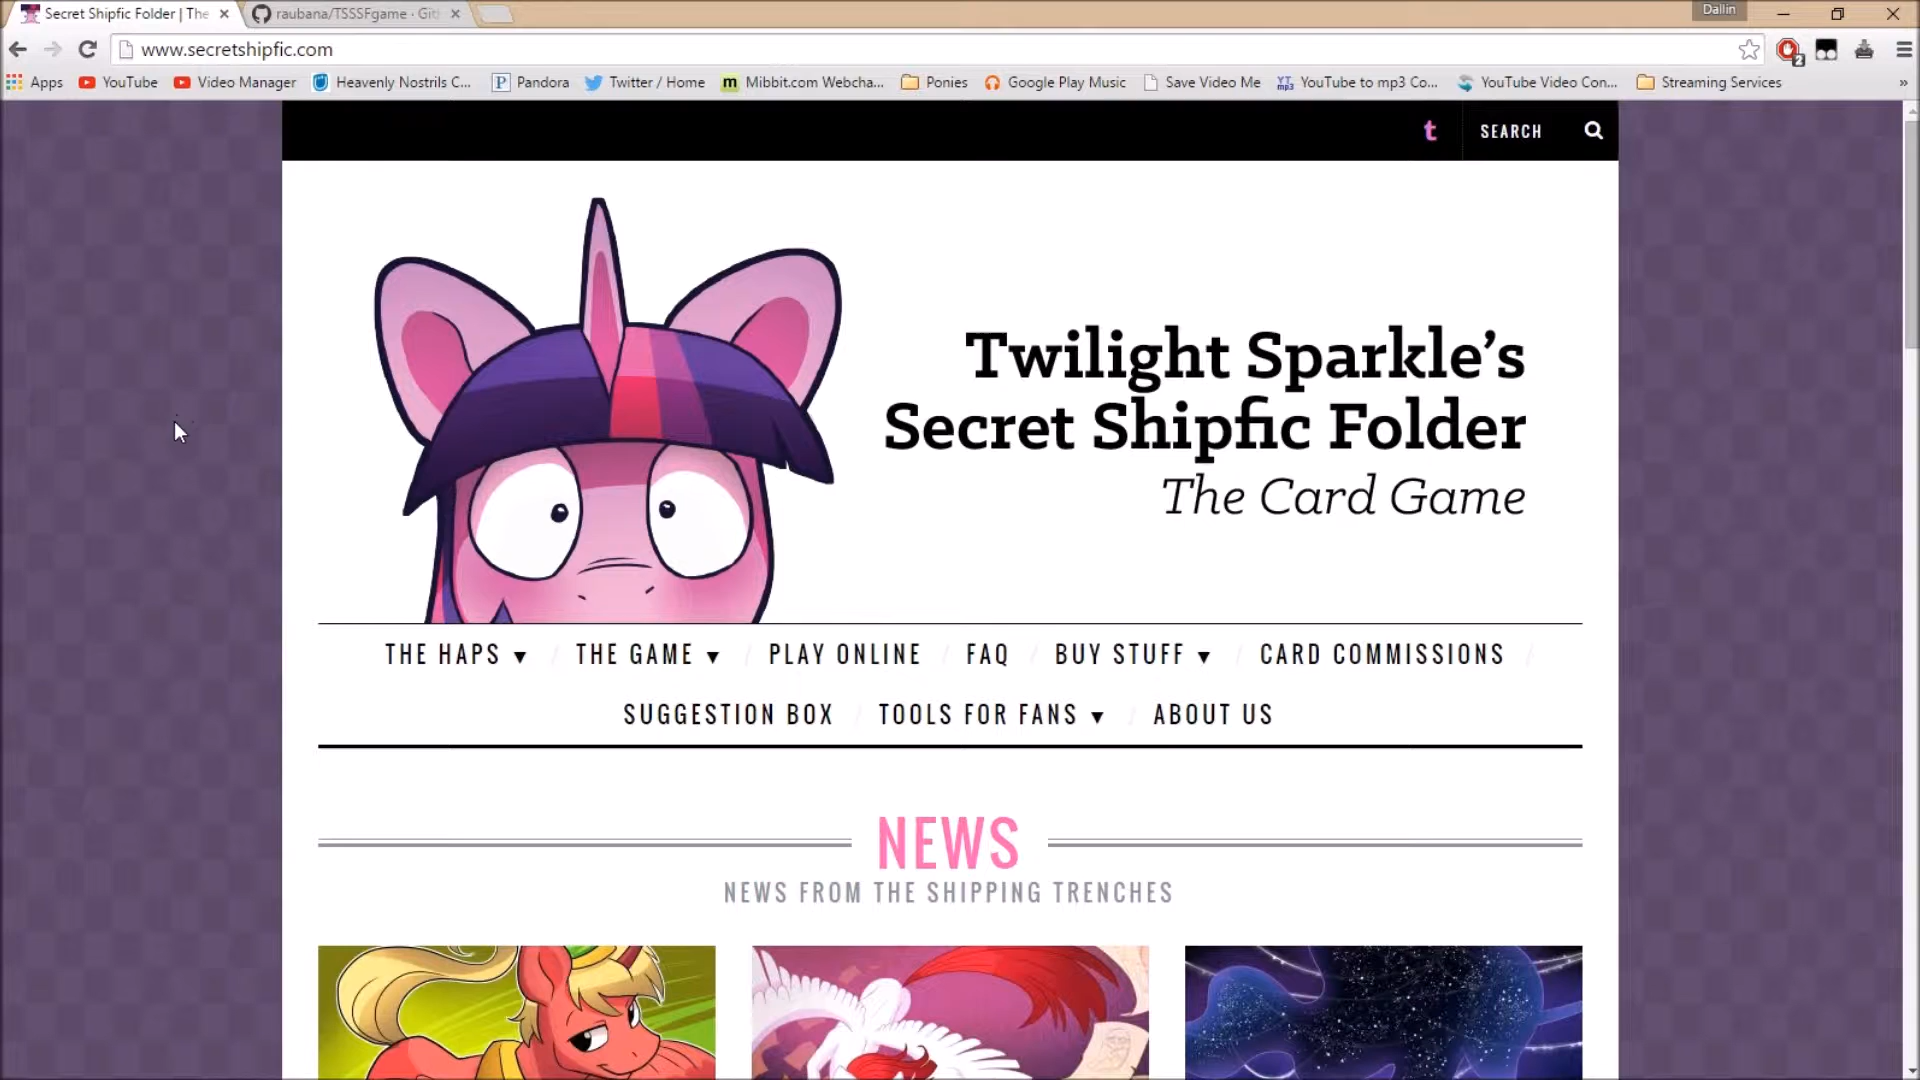 Secret Shipfic Folder | The
raubana/TSSSFgame · Git
Dallin
www.secretshipfic.com
2
Apps
YouTube
Video Manager
Heavenly Nostrils C...
P Pandora
Twitter / Home
m Mibbit.com Webcha...
Ponies
Google Play Music
Save Video Me
YT mp3 YouTube to mp3 Co...
YouTube Video Con...
Streaming Services
»
t
SEARCH
Twilight Sparkle’s
Secret Shipfic Folder
The Card Game
THE HAPS ▼ / THE GAME ▼ / PLAY ONLINE / FAQ / BUY STUFF ▼ / CARD COMMISSIONS /
SUGGESTION BOX / TOOLS FOR FANS ▼ / ABOUT US
NEWS
NEWS FROM THE SHIPPING TRENCHES